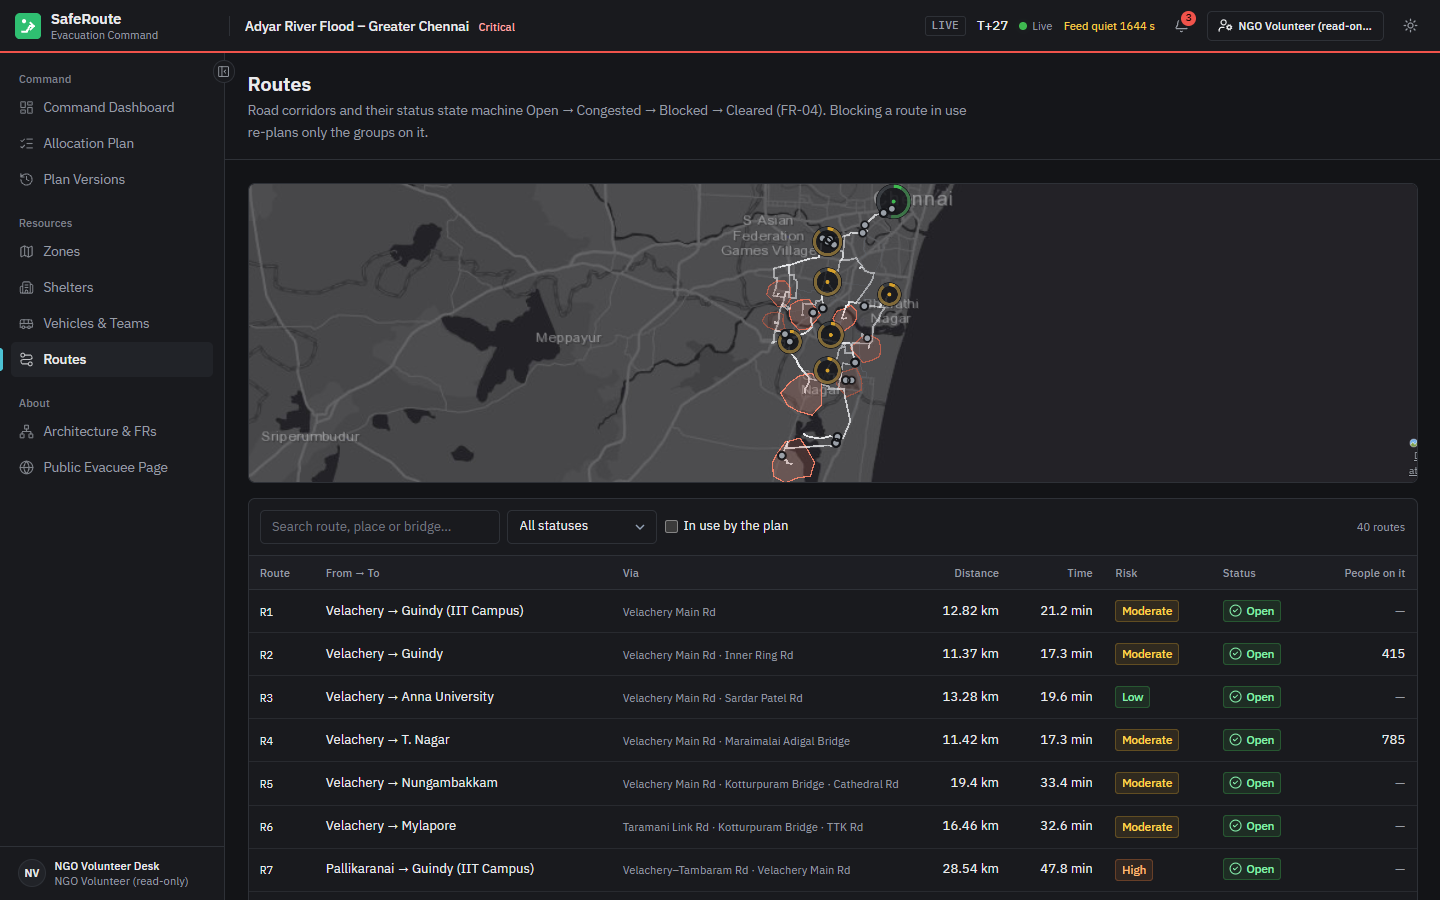 SafeRoute
Evacuation Command
Adyar River Flood – Greater Chennai Critical
LIVE T+27 Live Feed quiet 1644 s 3 NGO Volunteer (read-on...
Command
Command Dashboard
Allocation Plan
Plan Versions
Resources
Zones
Shelters
Vehicles & Teams
Routes
About
Architecture & FRs
Public Evacuee Page
NV NGO Volunteer Desk
NGO Volunteer (read-only)
Routes
Road corridors and their status state machine Open → Congested → Blocked → Cleared (FR-04). Blocking a route in use
re-plans only the groups on it.
nnai
S Asian
Federation
Games Village
Nagar
Meppayur
Nagar
Sriperumbudur
Search route, place or bridge... All statuses In use by the plan 40 routes
Route From → To Via Distance Time Risk Status People on it
R1 Velachery → Guindy (IIT Campus) Velachery Main Rd 12.82 km 21.2 min Moderate Open —
R2 Velachery → Guindy Velachery Main Rd · Inner Ring Rd 11.37 km 17.3 min Moderate Open 415
R3 Velachery → Anna University Velachery Main Rd · Sardar Patel Rd 13.28 km 19.6 min Low Open —
R4 Velachery → T. Nagar Velachery Main Rd · Maraimalai Adigal Bridge 11.42 km 17.3 min Moderate Open 785
R5 Velachery → Nungambakkam Velachery Main Rd · Kotturpuram Bridge · Cathedral Rd 19.4 km 33.4 min Moderate Open —
R6 Velachery → Mylapore Taramani Link Rd · Kotturpuram Bridge · TTK Rd 16.46 km 32.6 min Moderate Open —
R7 Pallikaranai → Guindy (IIT Campus) Velachery–Tambaram Rd · Velachery Main Rd 28.54 km 47.8 min High Open —